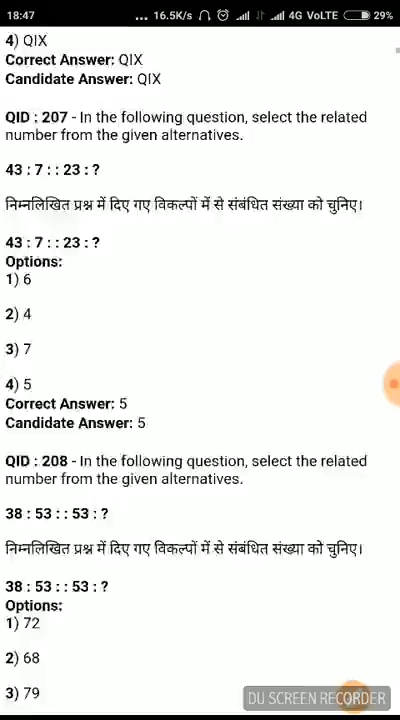 18:47 ... 16.5K/s 4G VoLTE 29%
4) QIX
Correct Answer: QIX
Candidate Answer: QIX
QID : 207 - In the following question, select the related
number from the given alternatives.
43 : 7 : : 23 : ?
निम्नलिखित प्रश्न में दिए गए विकल्पों में से संबंधित संख्या को चुनिए।
43 : 7 : : 23 : ?
Options:
1) 6
2) 4
3) 7
4) 5
Correct Answer: 5
Candidate Answer: 5
QID : 208 - In the following question, select the related
number from the given alternatives.
38 : 53 : : 53 : ?
निम्नलिखित प्रश्न में दिए गए विकल्पों में से संबंधित संख्या को चुनिए।
38 : 53 : : 53 : ?
Options:
1) 72
2) 68
3) 79
DU SCREEN RECORDER